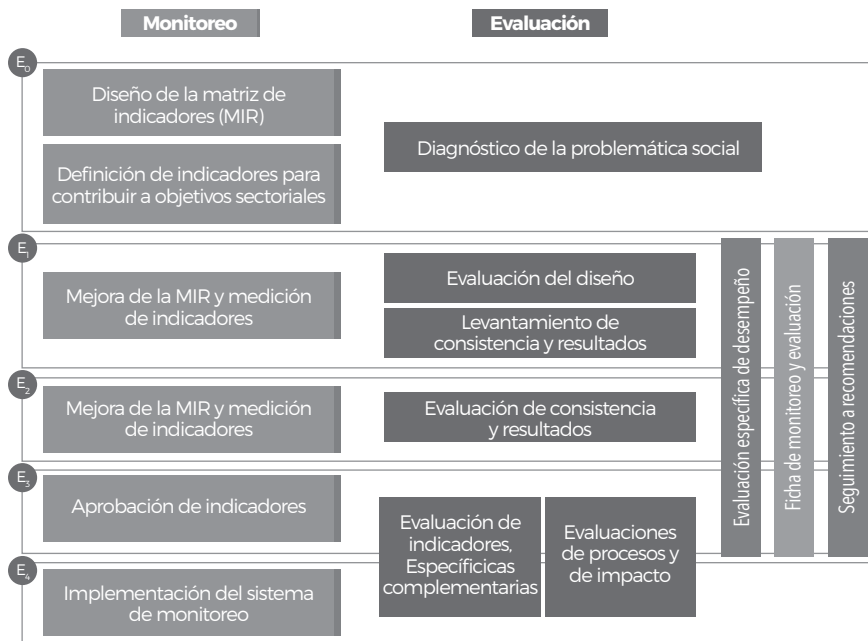 Monitoreo
Evaluación
E0
Diseño de la matriz de
indicadores (MIR)
Definición de indicadores para
contribuir a objetivos sectoriales
Diagnóstico de la problemática social
E1
Mejora de la MIR y medición
de indicadores
Evaluación del diseño
Levantamiento de
consistencia y resultados
E2
Mejora de la MIR y medición
de indicadores
Evaluación de consistencia
y resultados
E3
Aprobación de indicadores
Evaluación de
indicadores,
Específicicas
complementarias
Evaluaciones
de procesos y
de impacto
E4
Implementación del sistema
de monitoreo
Evaluación específica de desempeño
Ficha de monitoreo y evaluación
Seguimiento a recomendaciones